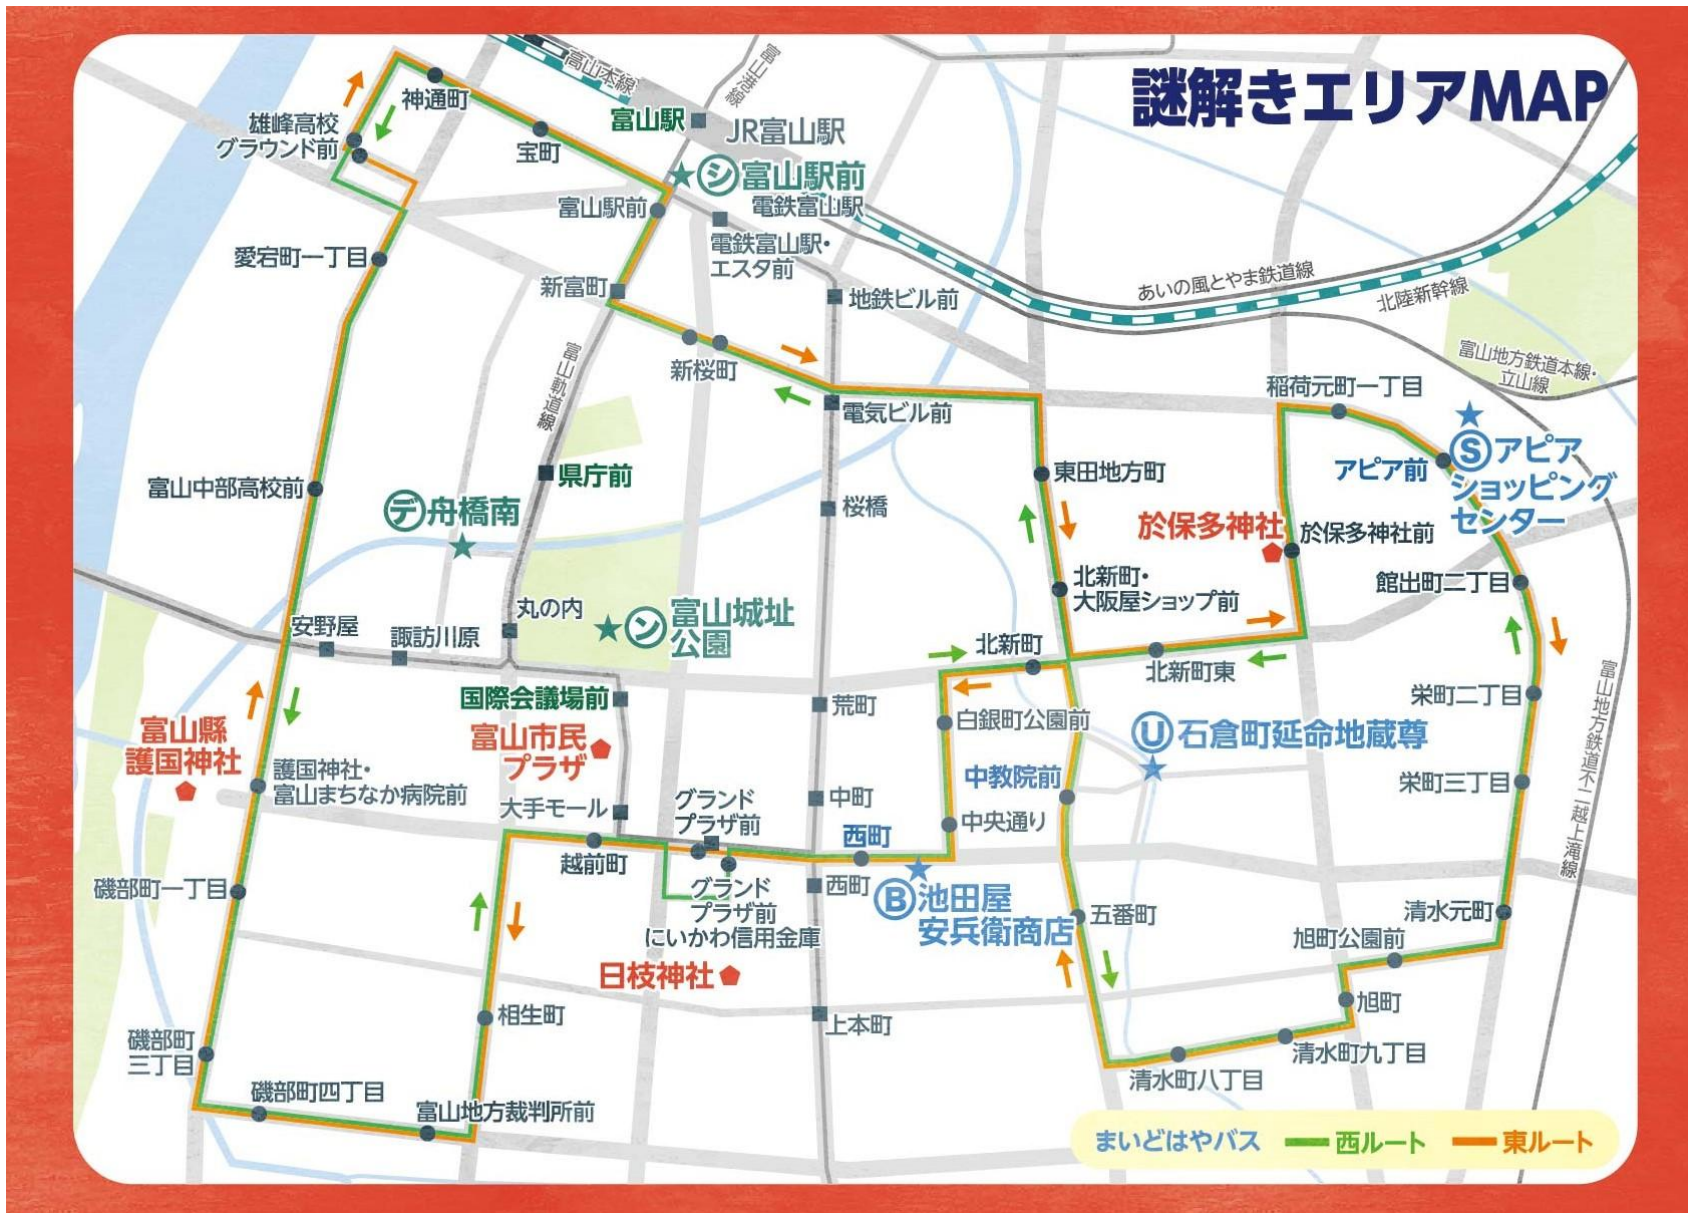 謎解きエリアMAP
高山本線
富山港線
神通町
富山駅
JR富山駅
雄峰高校
グラウンド前
宝町
シ富山駅前
電鉄富山駅
富山駅前
電鉄富山駅・
エスタ前
愛宕町一丁目
新富町
地鉄ビル前
あいの風とやま鉄道線
北陸新幹線
富山軌道線
新桜町
富山地方鉄道本線・
立山線
稲荷元町一丁目
電気ビル前
アピア前
Sアピア
ショッピング
センター
県庁前
東田地方町
富山中部高校前
デ舟橋南
桜橋
於保多神社
於保多神社前
北新町・
大阪屋ショップ前
館出町二丁目
丸の内
ン富山城址
公園
安野屋
諏訪川原
北新町
北新町東
富山地方鉄道不二越上滝線
国際会議場前
荒町
白銀町公園前
栄町二丁目
富山縣
護国神社
富山市民
プラザ
U石倉町延命地蔵尊
護国神社・
富山まちなか病院前
中教院前
栄町三丁目
大手モール
グランド
プラザ前
中町
中央通り
西町
越前町
磯部町一丁目
グランド
プラザ前
にいかわ信用金庫
西町
B池田屋
安兵衛商店
五番町
清水元町
旭町公園前
日枝神社
相生町
上本町
旭町
磯部町
三丁目
清水町九丁目
清水町八丁目
磯部町四丁目
富山地方裁判所前
まいどはやバス
西ルート
東ルート